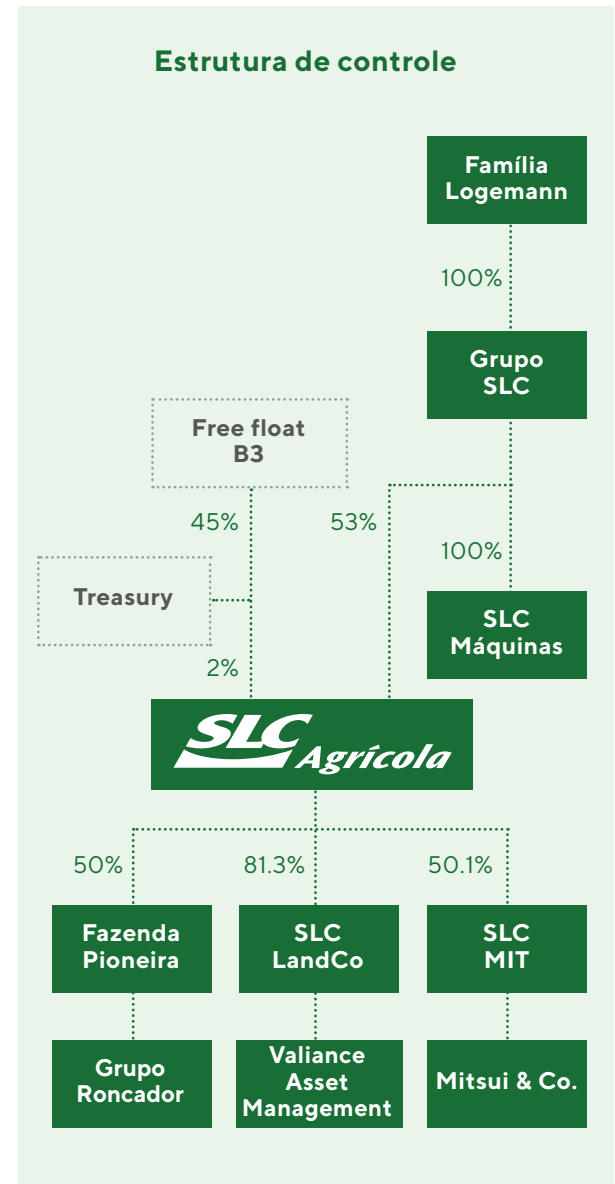 Estrutura de controle
Família
Logemann
100%
Grupo
SLC
Free float
B3
45%
53%
100%
Treasury
SLC
Máquinas
2%
SLC
Agrícola
50%
81.3%
50.1%
Fazenda
Pioneira
SLC
LandCo
SLC
MIT
Grupo
Roncador
Valiance
Asset
Management
Mitsui & Co.